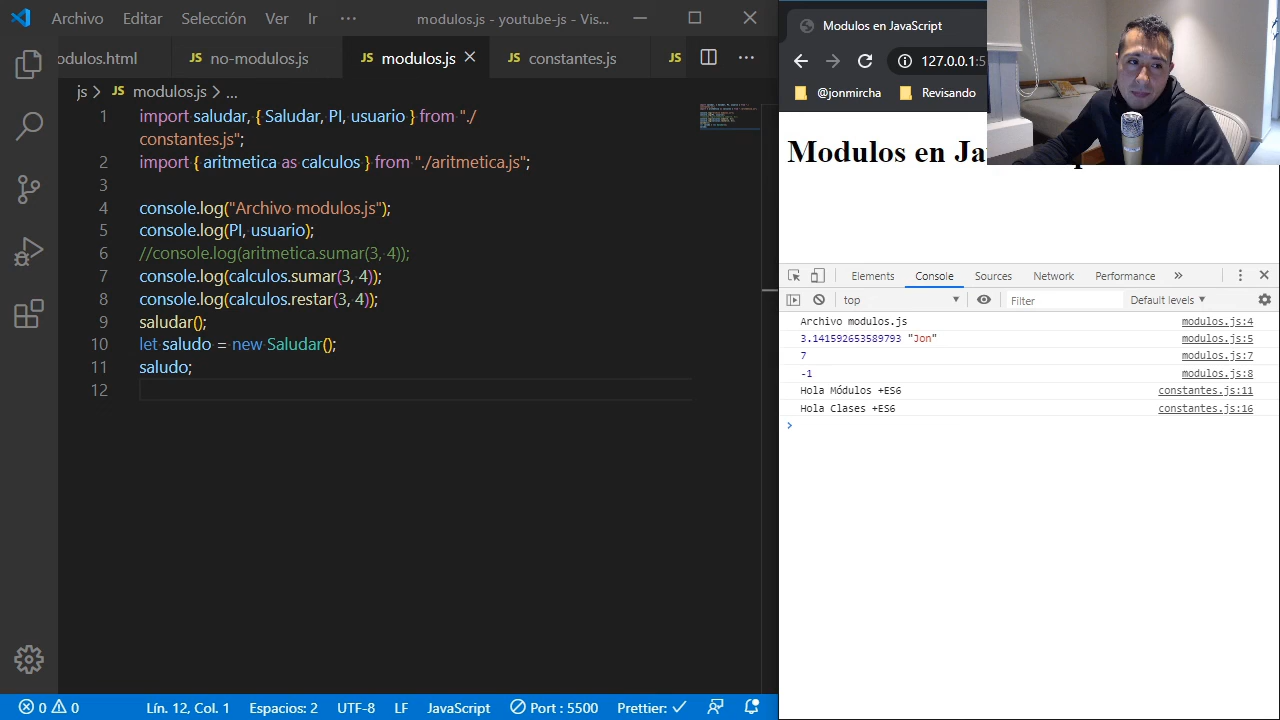 Archivo Editar Selección Ver Ir ··· modulos.js - youtube-js - Vis...
odulos.html JS no-modulos.js JS modulos.js JS constantes.js JS
js > JS modulos.js > ...
1 import saludar, { Saludar, PI, usuario } from "./
constantes.js";
2 import { aritmetica as calculos } from "./aritmetica.js";
3
4 console.log("Archivo modulos.js");
5 console.log(PI, usuario);
6 //console.log(aritmetica.sumar(3, 4));
7 console.log(calculos.sumar(3, 4));
8 console.log(calculos.restar(3, 4));
9 saludar();
10 let saludo = new Saludar();
11 saludo;
12
0 0 Lín. 12, Col. 1 Espacios: 2 UTF-8 LF JavaScript Port : 5500 Prettier: ✓
Modulos en JavaScript
127.0.0.1:5
@jonmircha Revisando
Modulos en Ja
Elements Console Sources Network Performance »
top Filter Default levels ▼
Archivo modulos.js modulos.js:4
3.141592653589793 "Jon" modulos.js:5
7 modulos.js:7
-1 modulos.js:8
Hola Módulos +ES6 constantes.js:11
Hola Clases +ES6 constantes.js:16
>